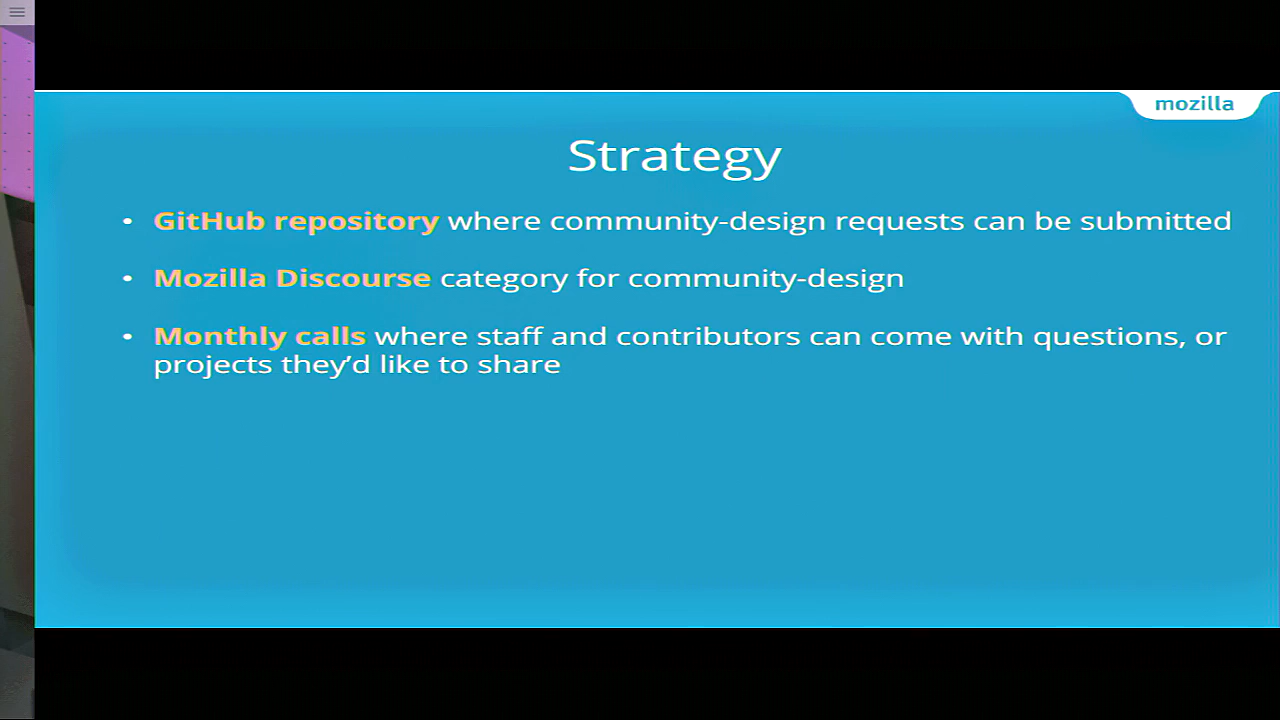 mozilla
Strategy
• GitHub repository where community-design requests can be submitted
• Mozilla Discourse category for community-design
• Monthly calls where staff and contributors can come with questions, or
projects they’d like to share